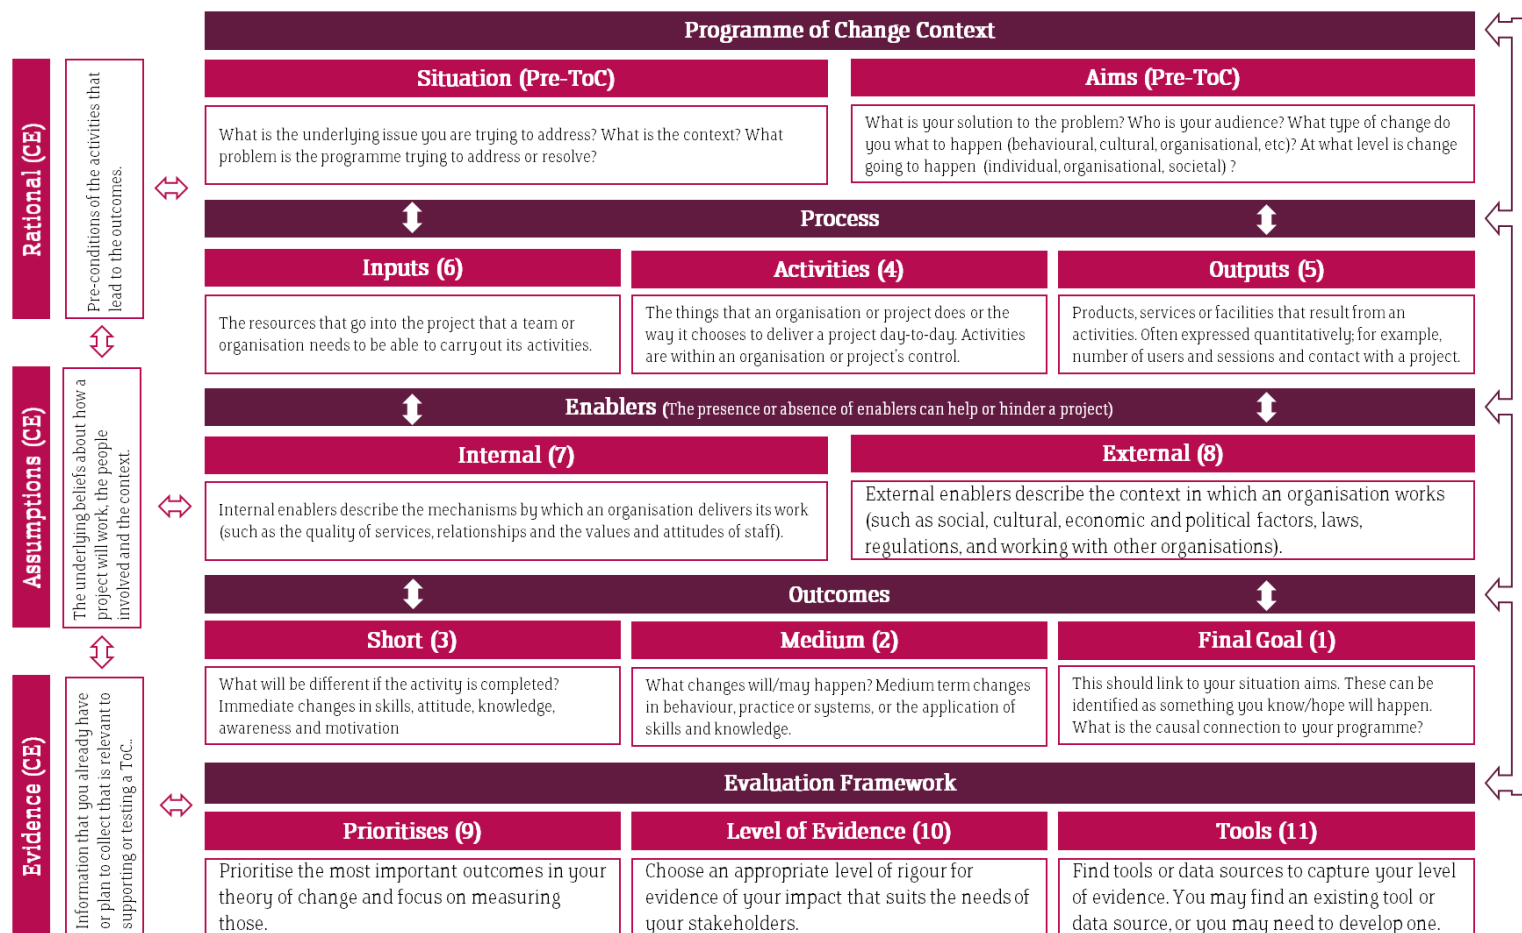 Programme of Change Context
Situation (Pre-ToC)
Aims (Pre-ToC)
What is the underlying issue you are trying to address? What is the context? What
problem is the programme trying to address or resolve?
What is your solution to the problem? Who is your audience? What type of change do
you what to happen (behavioural, cultural, organisational, etc)? At what level is change
going to happen (individual, organisational, societal) ?
Rational (CE)
Pre-conditions of the activities that
lead to the outcomes.
Process
Inputs (6)
Activities (4)
Outputs (5)
The resources that go into the project that a team or
organisation needs to be able to carry out its activities.
The things that an organisation or project does or the
way it chooses to deliver a project day-to-day. Activities
are within an organisation or project's control.
Products, services or facilities that result from an
activities. Often expressed quantitatively; for example,
number of users and sessions and contact with a project.
Assumptions (CE)
The underlying beliefs about how a
project will work, the people
involved and the context.
Enablers (The presence or absence of enablers can help or hinder a project)
Internal (7)
External (8)
Internal enablers describe the mechanisms by which an organisation delivers its work
(such as the quality of services, relationships and the values and attitudes of staff).
External enablers describe the context in which an organisation works
(such as social, cultural, economic and political factors, laws,
regulations, and working with other organisations).
Outcomes
Short (3)
Medium (2)
Final Goal (1)
What will be different if the activity is completed?
Immediate changes in skills, attitude, knowledge,
awareness and motivation
What changes will/may happen? Medium term changes
in behaviour, practice or systems, or the application of
skills and knowledge.
This should link to your situation aims. These can be
identified as something you know/hope will happen.
What is the causal connection to your programme?
Evidence (CE)
Information that you already have
or plan to collect that is relevant to
supporting or testing a ToC..
Evaluation Framework
Prioritises (9)
Level of Evidence (10)
Tools (11)
Prioritise the most important outcomes in your
theory of change and focus on measuring
those.
Choose an appropriate level of rigour for
evidence of your impact that suits the needs of
your stakeholders.
Find tools or data sources to capture your level
of evidence. You may find an existing tool or
data source, or you may need to develop one.